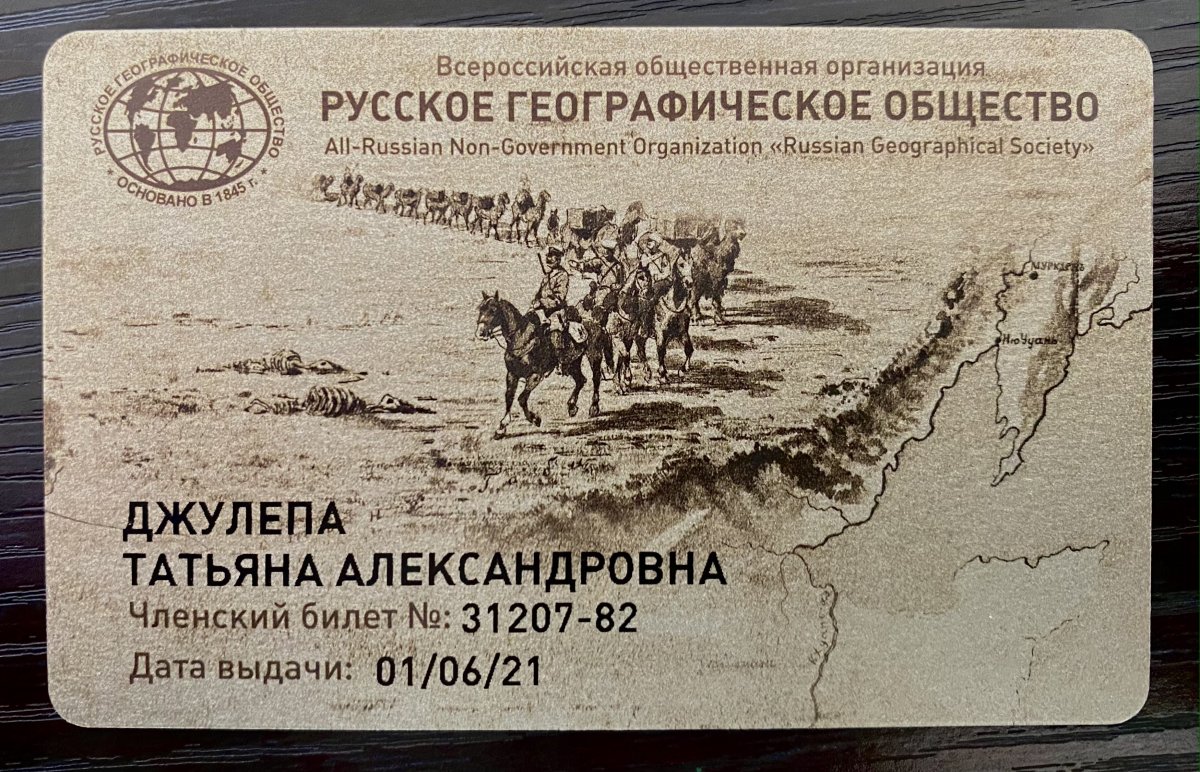 РУССКОЕ ГЕОГРАФИЧЕСКОЕ ОБЩЕСТВО
* ОСНОВАНО В 1845 г. *
Всероссийская общественная организация
РУССКОЕ ГЕОГРАФИЧЕСКОЕ ОБЩЕСТВО
All-Russian Non-Government Organization «Russian Geographical Society»
ДЖУЛЕПА
ТАТЬЯНА АЛЕКСАНДРОВНА
Членский билет №: 31207-82
Дата выдачи: 01/06/21